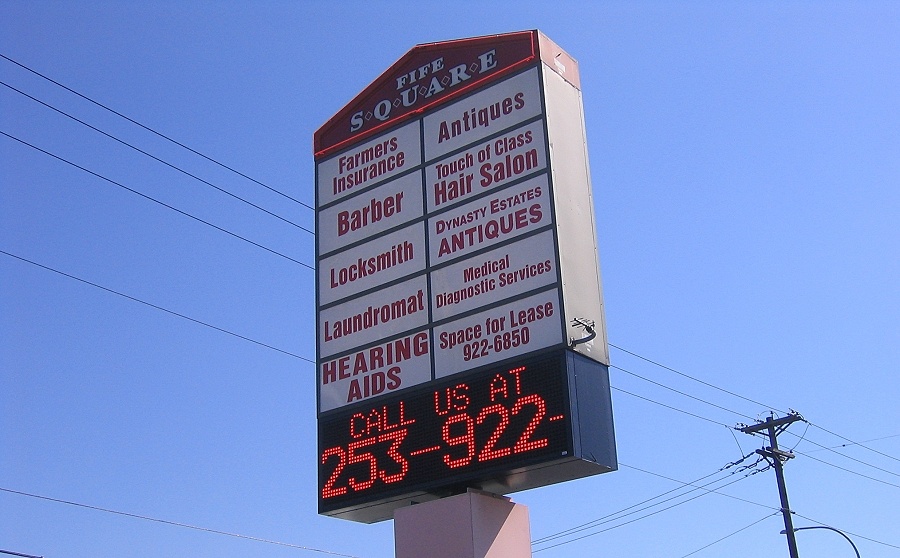 FIFE
S◇Q◇U◇A◇R◇E
Farmers
Insurance
Antiques
Barber
Touch of Class
Hair Salon
Locksmith
DYNASTY ESTATES
ANTIQUES
Laundromat
Medical
Diagnostic Services
HEARING
AIDS
Space for Lease
922-6850
CALL US AT
253-922-